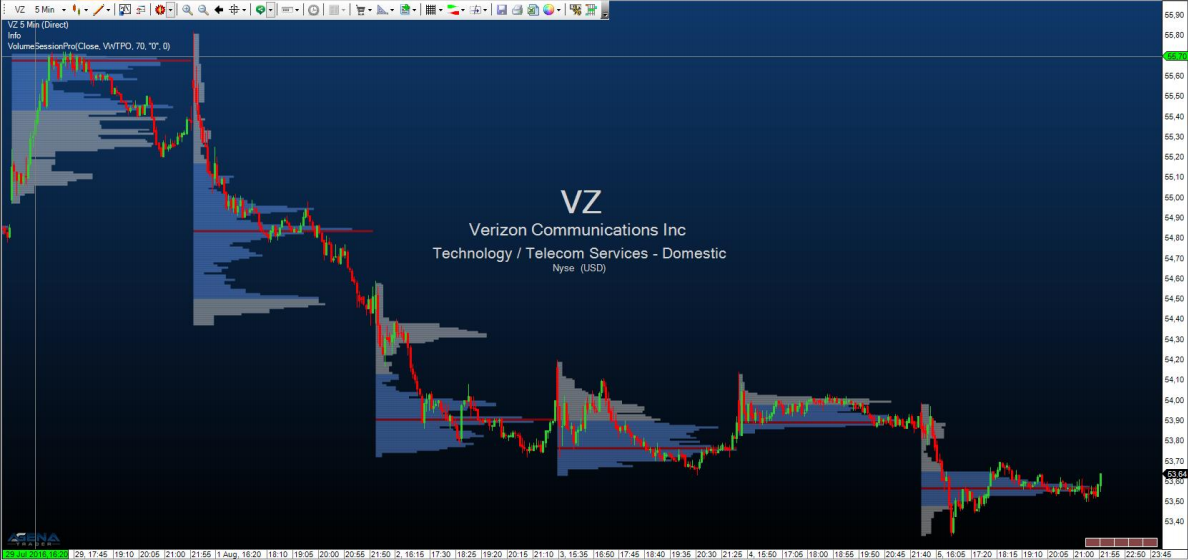 VZ 5 Min
VZ 5 Min (Direct)
Info
VolumeSessionPro(Close, VWTPO, 70, "0", 0)
VZ
Verizon Communications Inc
Technology / Telecom Services - Domestic
Nyse (USD)
55,90
55,80
55,70
55,60
55,50
55,40
55,30
55,20
55,10
55,00
54,90
54,80
54,70
54,60
54,50
54,40
54,30
54,20
54,10
54,00
53,90
53,80
53,70
53,64
53,60
53,50
53,40
AGENA
TRADER
29 Jul 2016, 16:20 29, 17:45 19:10 20:05 21:00 21:55 1 Aug, 16:20 18:10 19:05 20:00 20:55 21:50 2, 16:15 17:30 18:25 19:20 20:15 21:10 3, 15:35 16:50 17:45 18:40 19:35 20:30 21:35 4, 15:50 17:05 18:00 18:55 19:50 20:45 21:40 5, 16:05 17:20 18:15 19:10 20:05 21:00 21:55 22:50 23:45